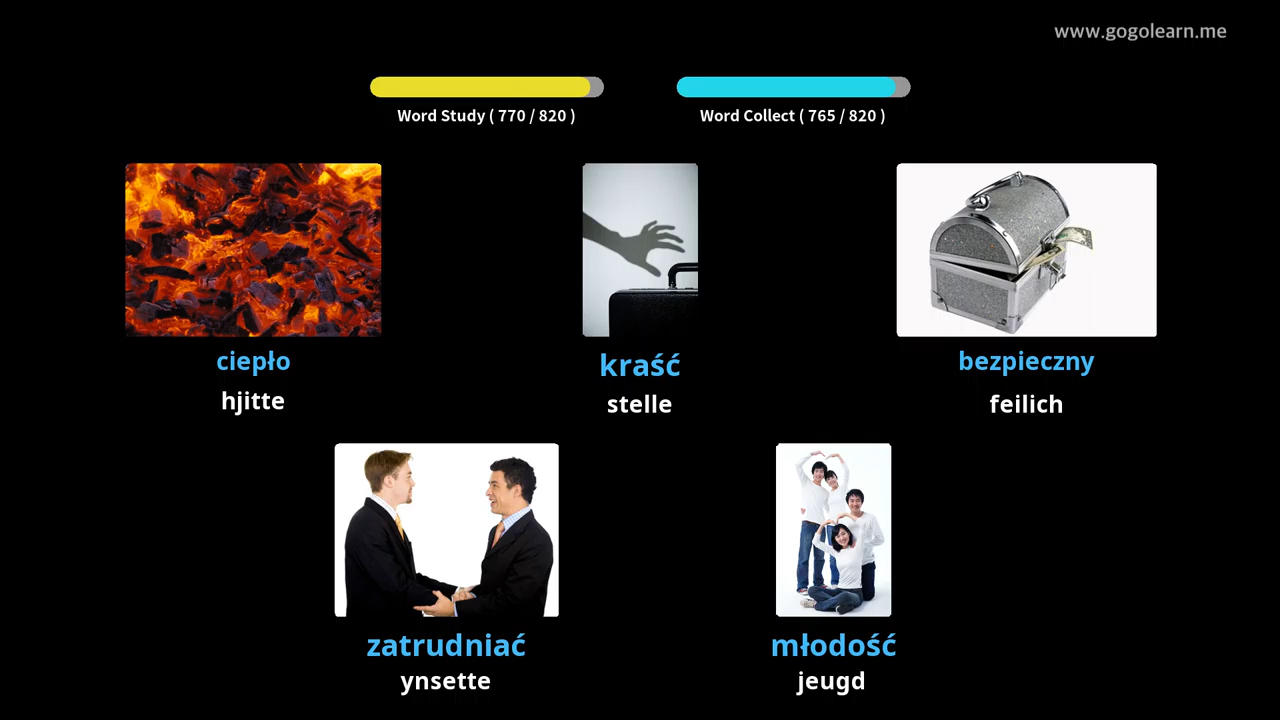 www.gogolearn.me
Word Study ( 770 / 820 )
Word Collect ( 765 / 820 )
ciepło
kraść
bezpieczny
hjitte
stelle
feilich
zatrudniać
młodość
ynsette
jeugd